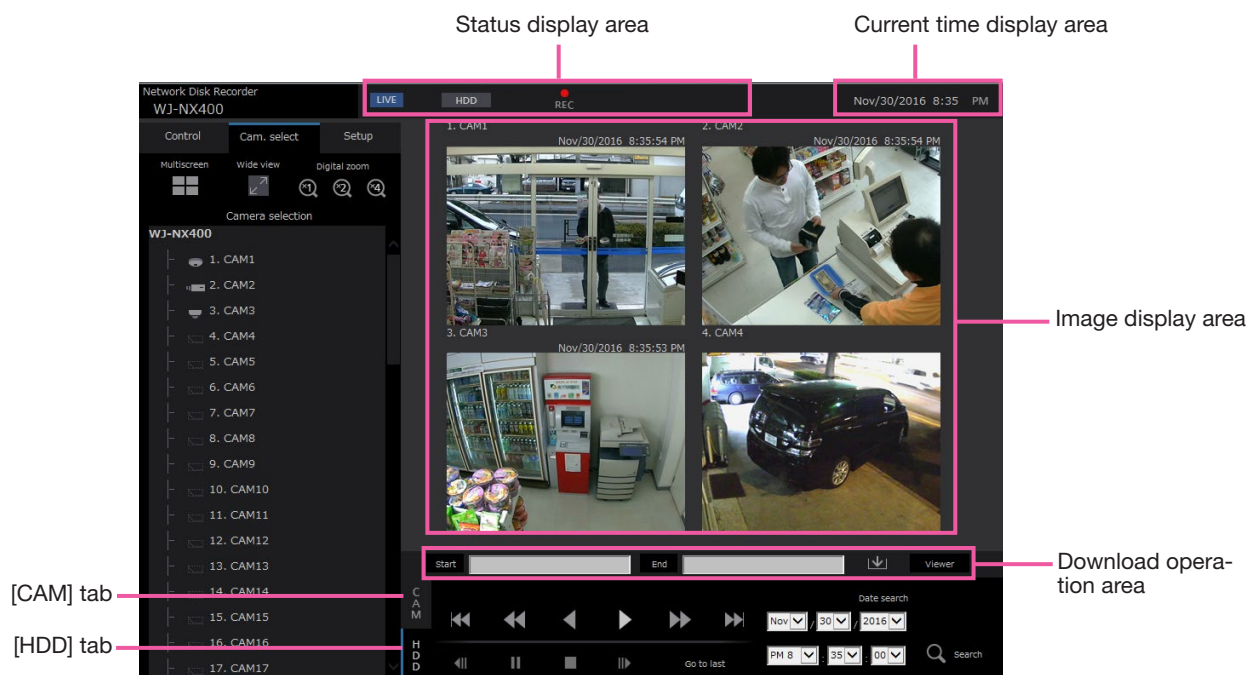 Status display area
Current time display area
Network Disk Recorder
WJ-NX400
LIVE
HDD
REC
Nov/30/2016 8:35 PM
Control
Cam. select
Setup
Multiscreen
Wide view
Digital zoom
x1
x2
x4
Camera selection
WJ-NX400
1. CAM1
2. CAM2
3. CAM3
4. CAM4
5. CAM5
6. CAM6
7. CAM7
8. CAM8
9. CAM9
10. CAM10
11. CAM11
12. CAM12
13. CAM13
14. CAM14
15. CAM15
16. CAM16
17. CAM17
1. CAM1
Nov/30/2016 8:35:54 PM
2. CAM2
Nov/30/2016 8:35:54 PM
3. CAM3
Nov/30/2016 8:35:53 PM
4. CAM4
Image display area
Start
End
Viewer
Download opera-
tion area
[CAM] tab
[HDD] tab
CAM
HDD
Go to last
Date search
Nov / 30 / 2016
PM 8 : 35 : 00
Search